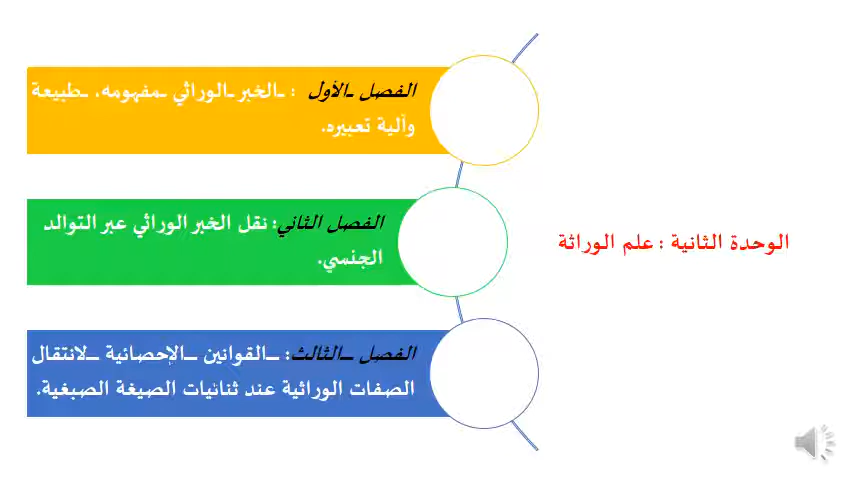 الوحدة الثانية : علم الوراثة
الفصل الأول : الخبر الوراثي مفهومه، طبيعة
وآلية تعبيره.
الفصل الثاني: نقل الخبر الوراثي عبر التوالد
الجنسي.
الفصل الثالث: القوانين الإحصائية لانتقال
الصفات الوراثية عند ثنائيات الصيغة الصبغية.